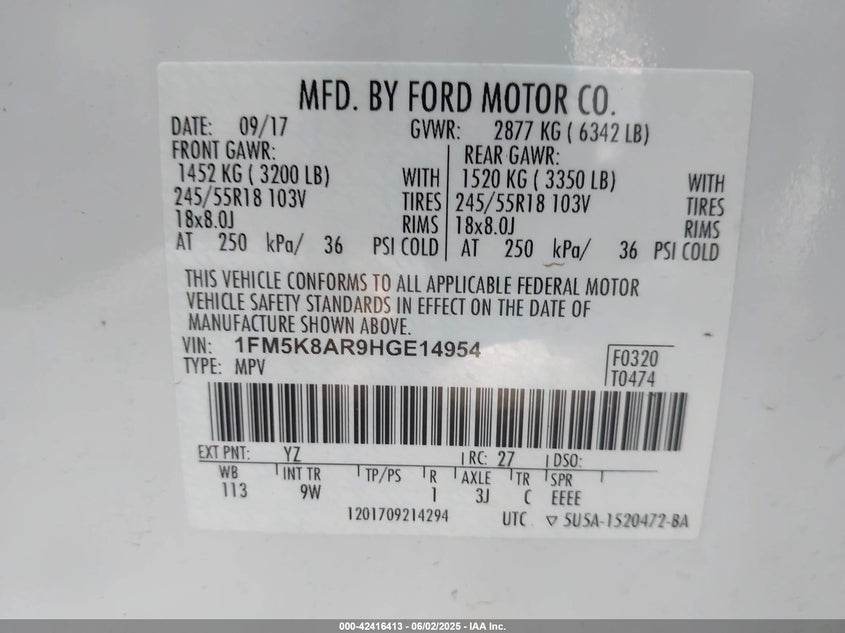 MFD. BY FORD MOTOR CO.
DATE: 09/17 GVWR: 2877 KG ( 6342 LB)
FRONT GAWR: REAR GAWR:
1452 KG ( 3200 LB) WITH 1520 KG ( 3350 LB) WITH
245/55R18 103V TIRES 245/55R18 103V TIRES
18x8.0J RIMS 18x8.0J RIMS
AT 250 kPa/ 36 PSI COLD AT 250 kPa/ 36 PSI COLD
THIS VEHICLE CONFORMS TO ALL APPLICABLE FEDERAL MOTOR
VEHICLE SAFETY STANDARDS IN EFFECT ON THE DATE OF
MANUFACTURE SHOWN ABOVE.
VIN: 1FM5K8AR9HGE14954
TYPE: MPV
F0320
T0474
EXT PNT: YZ RC: 27 DSO:
WB INT TR TP/PS R AXLE TR SPR
113 9W 1 3J C EEEE
1201709214294 UTC ▽ 5U5A-1520472-BA
000-42416413 - 06/02/2025 - IAA Inc.